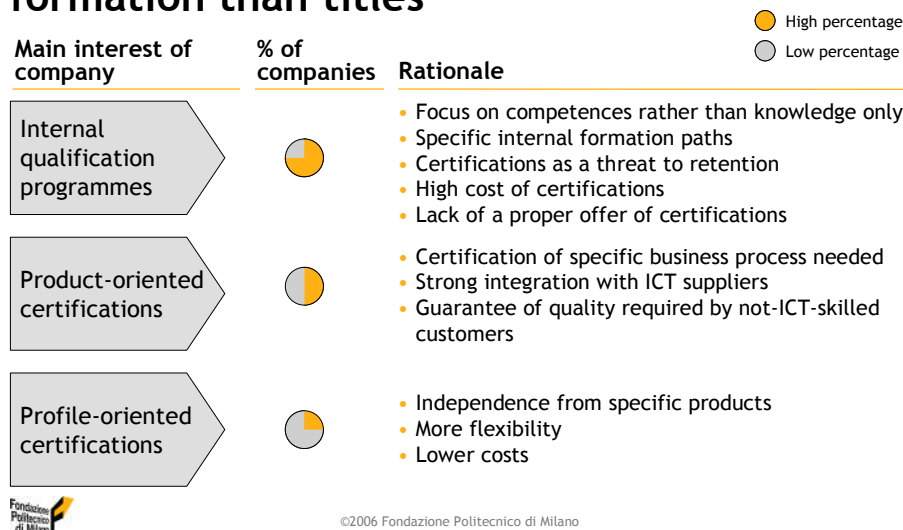 formation than titles
High percentage
Low percentage
Main interest of
company
% of
companies
Rationale
Internal
qualification
programmes
• Focus on competences rather than knowledge only
• Specific internal formation paths
• Certifications as a threat to retention
• High cost of certifications
• Lack of a proper offer of certifications
Product-oriented
certifications
• Certification of specific business process needed
• Strong integration with ICT suppliers
• Guarantee of quality required by not-ICT-skilled
customers
Profile-oriented
certifications
• Independence from specific products
• More flexibility
• Lower costs
Fondazione
Politecnico
di Milano
©2006 Fondazione Politecnico di Milano